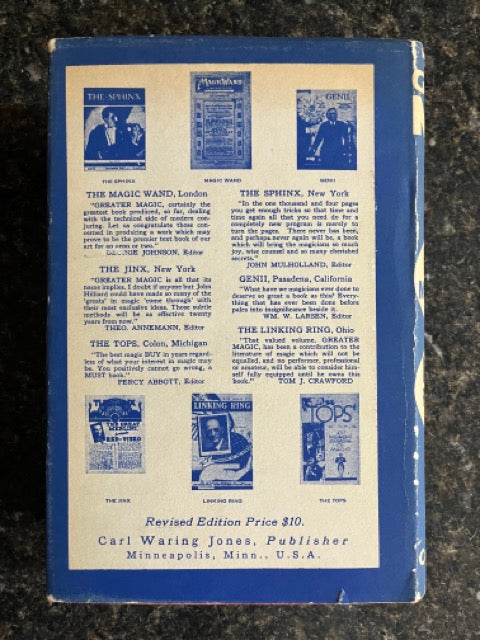 THE·SPHINX
MAGIC WAND
GENII
THE SPHINX
MAGIC WAND
GENII
THE MAGIC WAND, London
"GREATER MAGIC, certainly the
greatest book produced, so far, dealing
with the technical side of modern con-
juring. Let us congratulate those con-
cerned in producing a work which may
prove to be the premier text book of our
art for an eon or two."
GEORGE JOHNSON, Editor
THE JINX, New York
"GREATER MAGIC is all that its
name implies. I doubt if anyone but John
Hilliard could have made so many of the
'greats' in magic 'come through' with
their most exclusive ideas. These subtle
methods will be as effective twenty
years from now."
THEO. ANNEMANN, Editor
THE TOPS, Colon, Michigan
"The best magic BUY in years regard-
less of what your interest in magic may
be. You positively cannot go wrong, a
MUST book."
PERCY ABBOTT, Editor
THE SPHINX, New York
"In the one thousand and four pages
you get enough tricks so that time and
time again all that you need do for a
completely new program is merely to
turn the pages. There never has been,
and perhaps never again will be, a book
which will bring the magicians so much
joy, wise counsel and so many cherished
secrets."
JOHN MULHOLLAND, Editor
GENII, Pasadena, California
"What have we magicians ever done to
deserve so great a book as this? Every-
thing that has ever been done before
pales into insignificance beside it.
WM. W. LARSEN, Editor
THE LINKING RING, Ohio
"That valued volume, GREATER
MAGIC, has been a contribution to the
literature of magic which will not be
equalled, and no performer, professional
or amateur, will be able to consider him-
self fully equipped until he owns this
book." TOM J. CRAWFORD
LINKING RING
The TOPS
THE JINX
LINKING RING
THE TOPS
Revised Edition Price $10.
Carl Waring Jones, Publisher
Minneapolis, Minn., U.S.A.